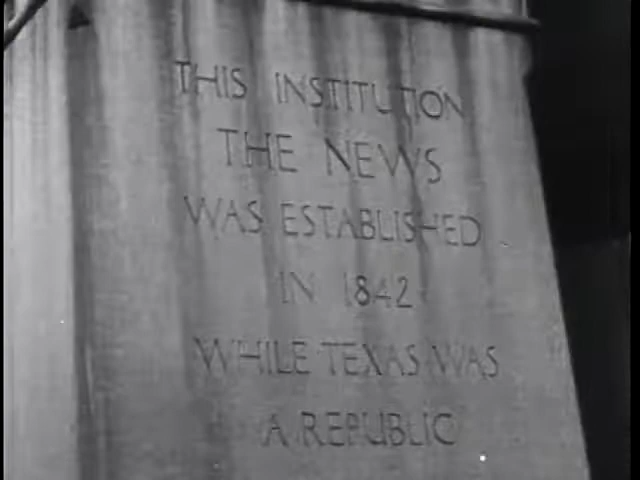 THIS INSTITUTION
THE NEWS
WAS ESTABLISHED
IN 1842
WHILE TEXAS WAS
A REPUBLIC